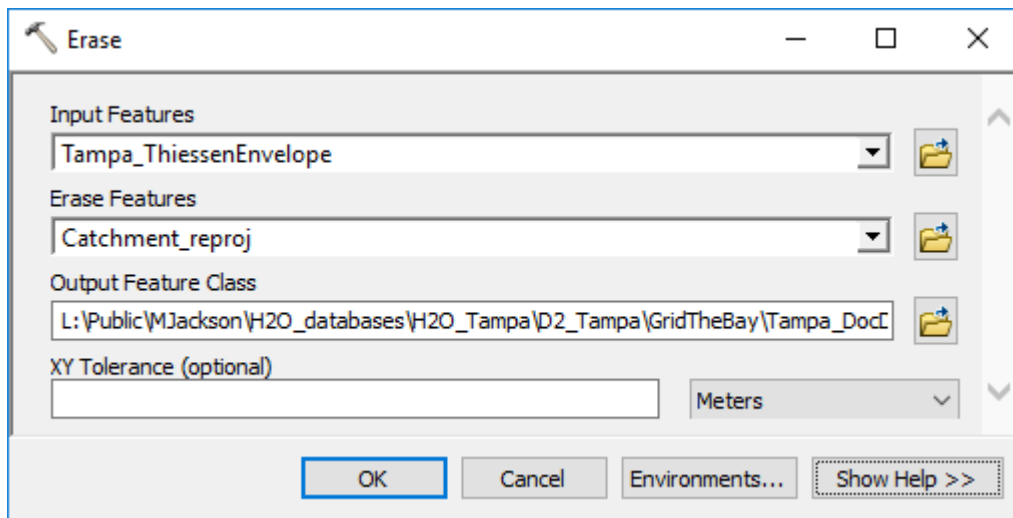 Erase
Input Features
Tampa_ThiessenEnvelope
Erase Features
Catchment_reproj
Output Feature Class
L:\Public\MJackson\H2O_databases\H2O_Tampa\D2_Tampa\GridTheBay\Tampa_DocD
XY Tolerance (optional)
Meters
OK Cancel Environments... Show Help >>